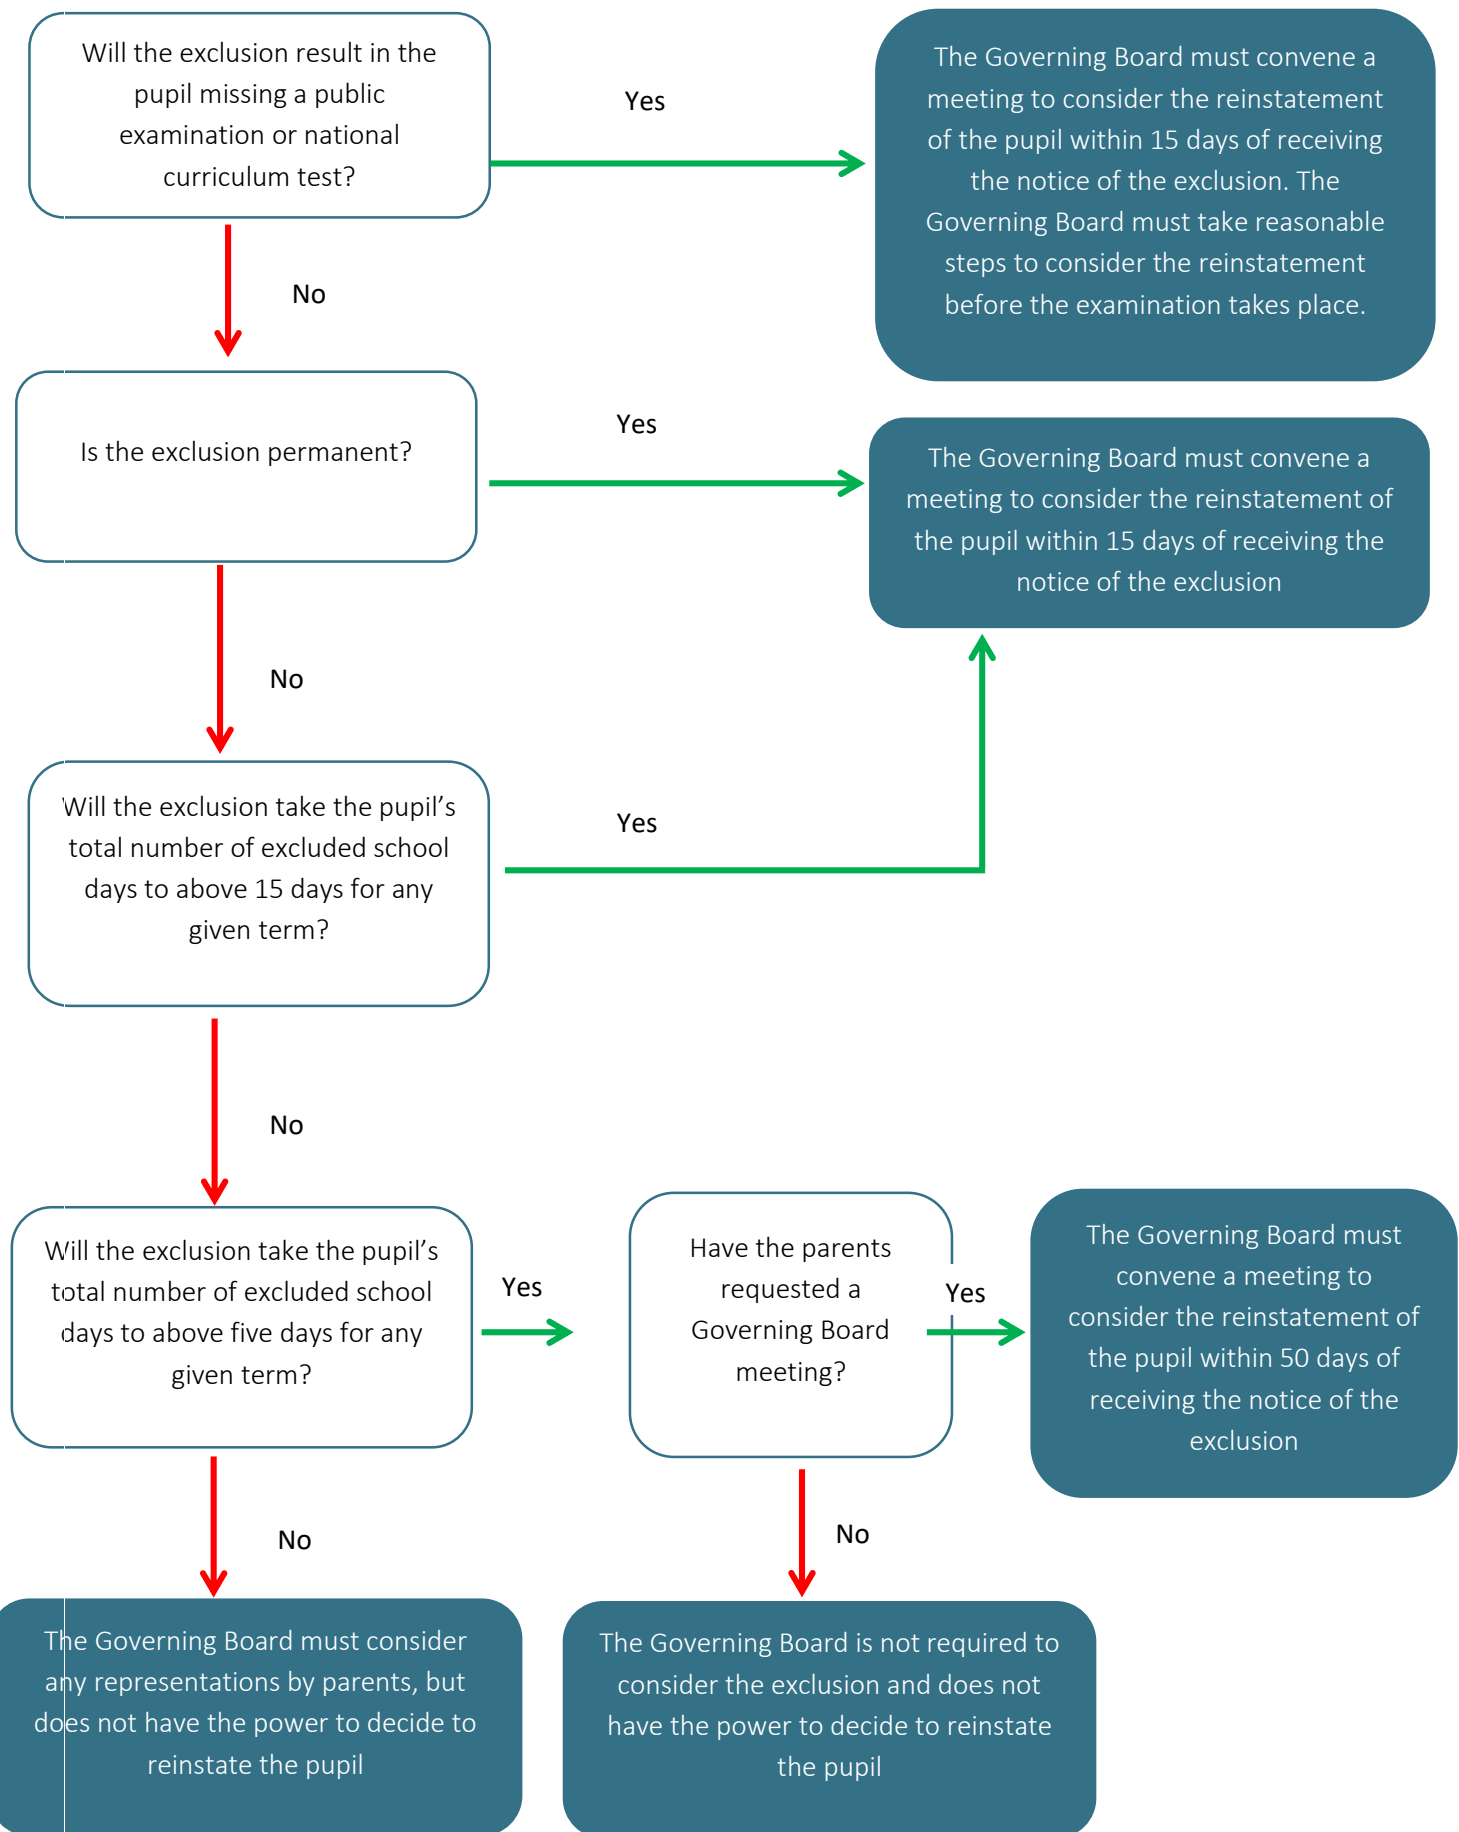 Will the exclusion result in the
pupil missing a public
examination or national
curriculum test?
Yes
The Governing Board must convene a
meeting to consider the reinstatement
of the pupil within 15 days of receiving
the notice of the exclusion. The
Governing Board must take reasonable
steps to consider the reinstatement
before the examination takes place.
No
Is the exclusion permanent?
Yes
The Governing Board must convene a
meeting to consider the reinstatement of
the pupil within 15 days of receiving the
notice of the exclusion
No
Will the exclusion take the pupil’s
total number of excluded school
days to above 15 days for any
given term?
Yes
No
Will the exclusion take the pupil’s
total number of excluded school
days to above five days for any
given term?
Yes
Have the parents
requested a
Governing Board
meeting?
Yes
The Governing Board must
convene a meeting to
consider the reinstatement of
the pupil within 50 days of
receiving the notice of the
exclusion
No
No
The Governing Board must consider
any representations by parents, but
does not have the power to decide to
reinstate the pupil
The Governing Board is not required to
consider the exclusion and does not
have the power to decide to reinstate
the pupil